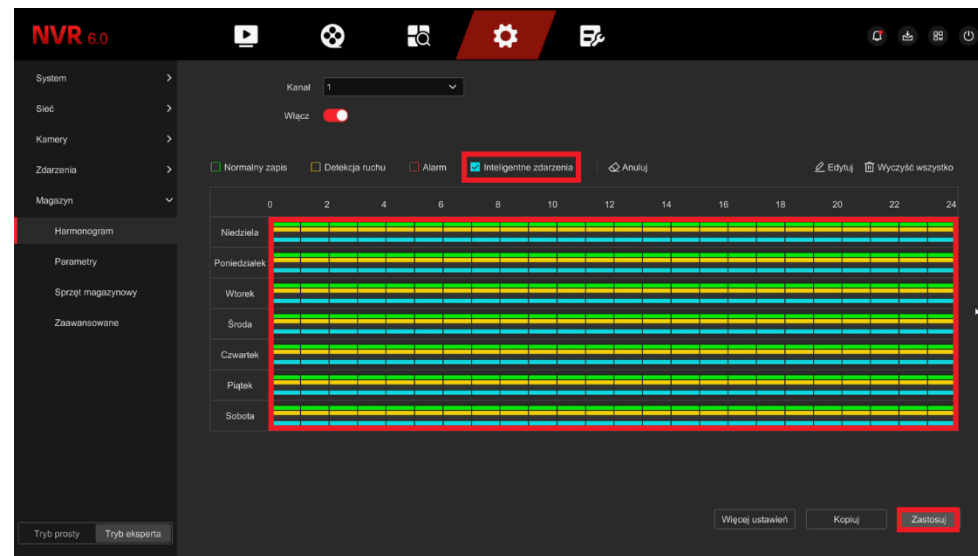 NVR 6.0
System
Sieć
Kamery
Zdarzenia
Magazyn
Harmonogram
Parametry
Sprzęt magazynowy
Zaawansowane
Tryb prosty Tryb eksperta
Kanał 1
Włącz
Normalny zapis Detekcja ruchu Alarm Inteligentne zdarzenia Anuluj Edytuj Wyczyść wszystko
0 2 4 6 8 10 12 14 16 18 20 22 24
Niedziela
Poniedziałek
Wtorek
Środa
Czwartek
Piątek
Sobota
Więcej ustawień Kopiuj Zastosuj